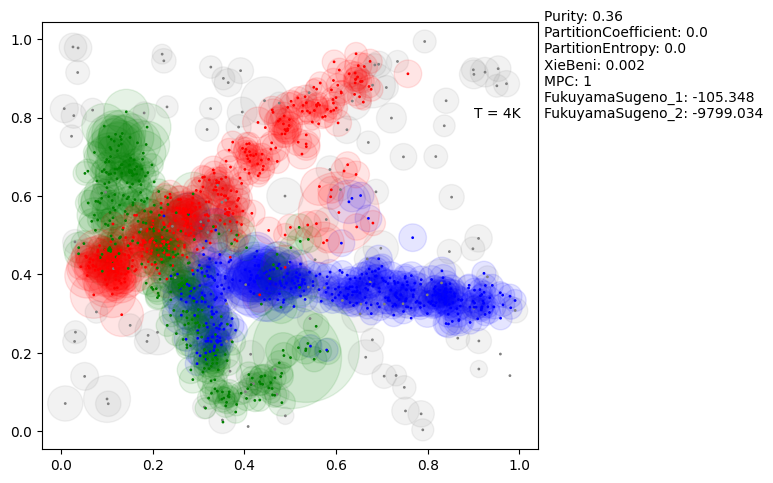 Purity: 0.36
PartitionCoefficient: 0.0
PartitionEntropy: 0.0
XieBeni: 0.002
MPC: 1
FukuyamaSugeno_1: -105.348
FukuyamaSugeno_2: -9799.034
T = 4K
1.0
0.8
0.6
0.4
0.2
0.0
0.0 0.2 0.4 0.6 0.8 1.0